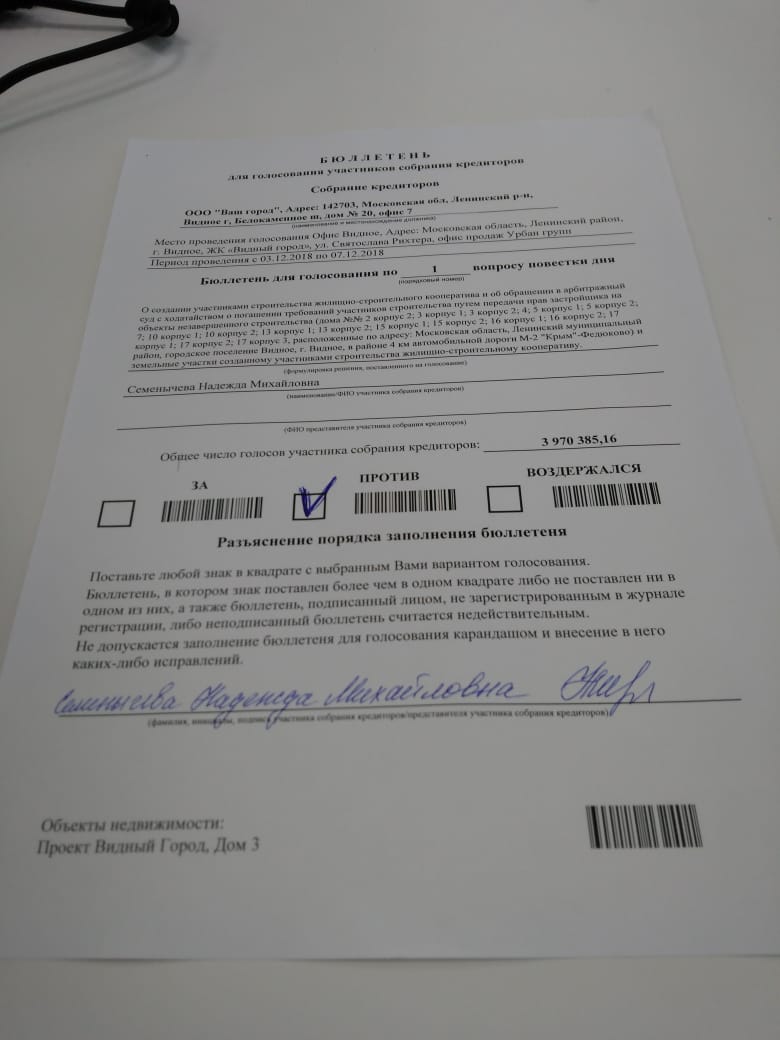 БЮЛЛЕТЕНЬ
для голосования участников собрания кредиторов
Собрание кредиторов
ООО "Ваш город", Адрес: 142703, Московская обл, Ленинский р-н,
Видное г, Белокаменное ш, дом № 20, офис 7
(наименование и местонахождение должника)
Место проведения голосования Офис Видное, Адрес: Московская область, Ленинский район,
г. Видное, ЖК «Видный город», ул. Святослава Рихтера, офис продаж Урбан групп
Период проведения с 03.12.2018 по 07.12.2018
Бюллетень для голосования по 1 вопросу повестки дня
(порядковый номер)
О создании участниками строительства жилищно-строительного кооператива и об обращении в арбитражный
суд с ходатайством о погашении требований участников строительства путем передачи прав застройщика на
объекты незавершенного строительства (дома №№ 2 корпус 2; 3 корпус 1; 3 корпус 2; 4; 5 корпус 1; 5 корпус 2;
7; 10 корпус 1; 10 корпус 2; 13 корпус 1; 13 корпус 2; 15 корпус 1; 15 корпус 2; 16 корпус 1; 16 корпус 2; 17
корпус 1; 17 корпус 2; 17 корпус 3, расположенные по адресу: Московская область, Ленинский муниципальный
район, городское поселение Видное, г. Видное, в районе 4 км автомобильной дороги М-2 "Крым"-Федюково) и
земельные участки созданному участниками строительства жилищно-строительному кооперативу.
(формулировка решения, поставленного на голосование)
Семенычева Надежда Михайловна
(наименование/ФИО участника собрания кредиторов)
(ФИО представителя участника собрания кредиторов)
Общее число голосов участника собрания кредиторов: 3 970 385,16
ЗА ПРОТИВ ВОЗДЕРЖАЛСЯ
Разъяснение порядка заполнения бюллетеня
Поставьте любой знак в квадрате с выбранным Вами вариантом голосования.
Бюллетень, в котором знак поставлен более чем в одном квадрате либо не поставлен ни в
одном из них, а также бюллетень, подписанный лицом, не зарегистрированным в журнале
регистрации, либо неподписанный бюллетень считается недействительным.
Не допускается заполнение бюллетеня для голосования карандашом и внесение в него
каких-либо исправлений.
Семенычева Надежда Михайловна
(фамилия, инициалы, подпись участника собрания кредиторов/представителя участника собрания кредиторов)
Объекты недвижимости:
Проект Видный Город, Дом 3